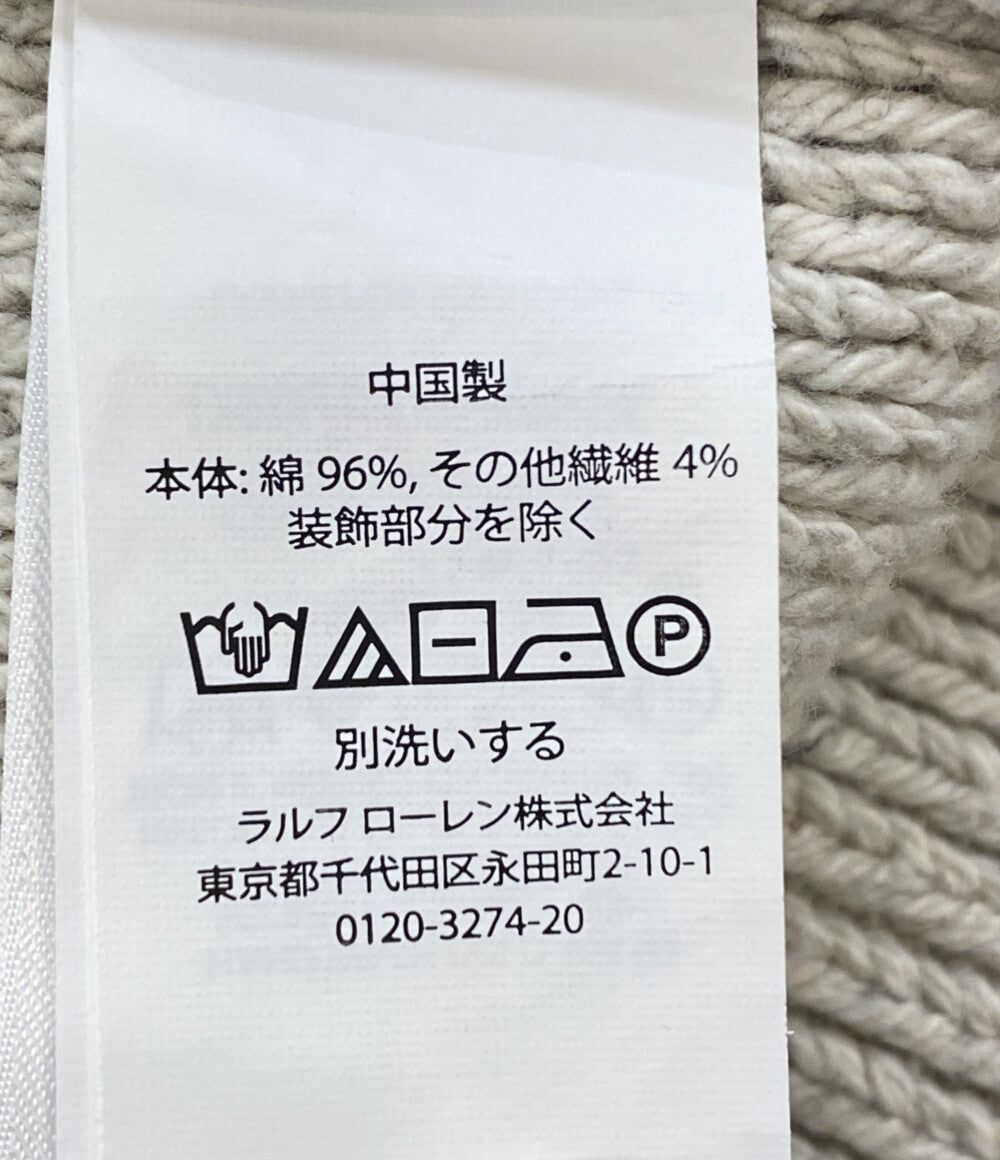 中国製
本体: 綿 96%, その他繊維 4%
装飾部分を除く
P
別洗いする
ラルフ ローレン株式会社
東京都千代田区永田町2-10-1
0120-3274-20